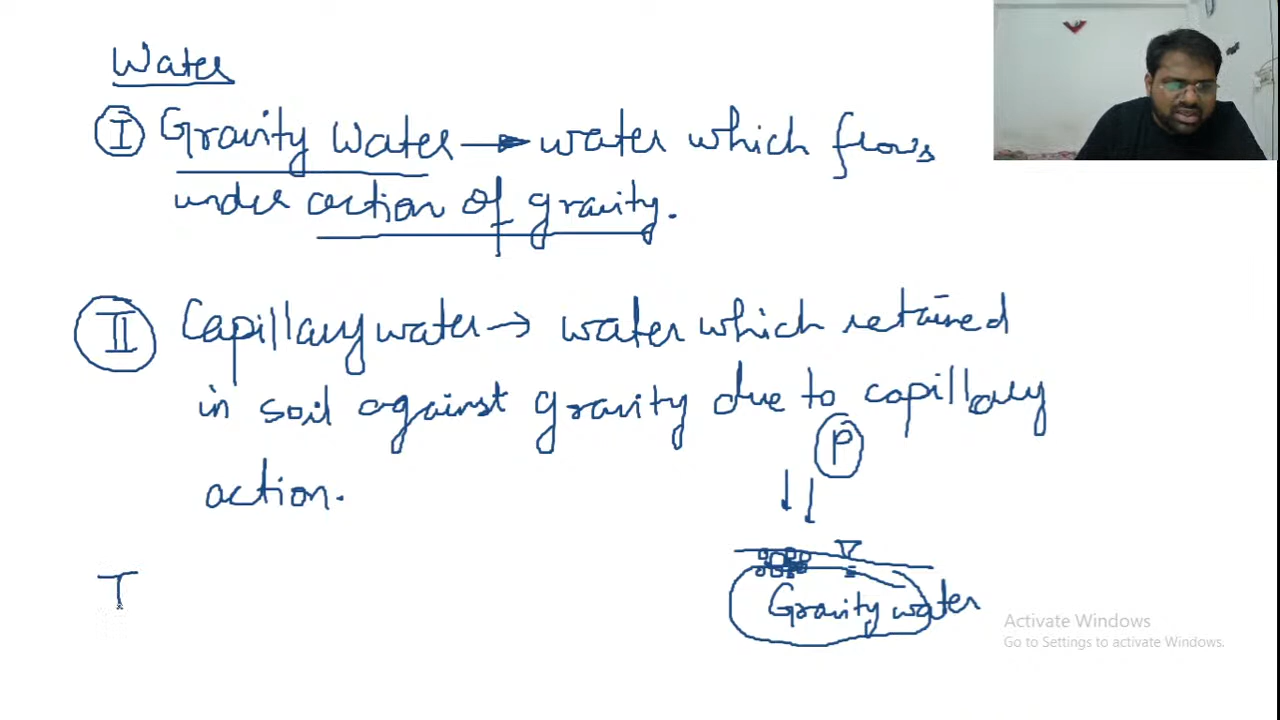 Water
I Gravity Water → water which flows
under action of gravity.
II Capillary water → water which retained
in soil against gravity due to capillary
action.
P
Gravity water
I
Activate Windows
Go to Settings to activate Windows.